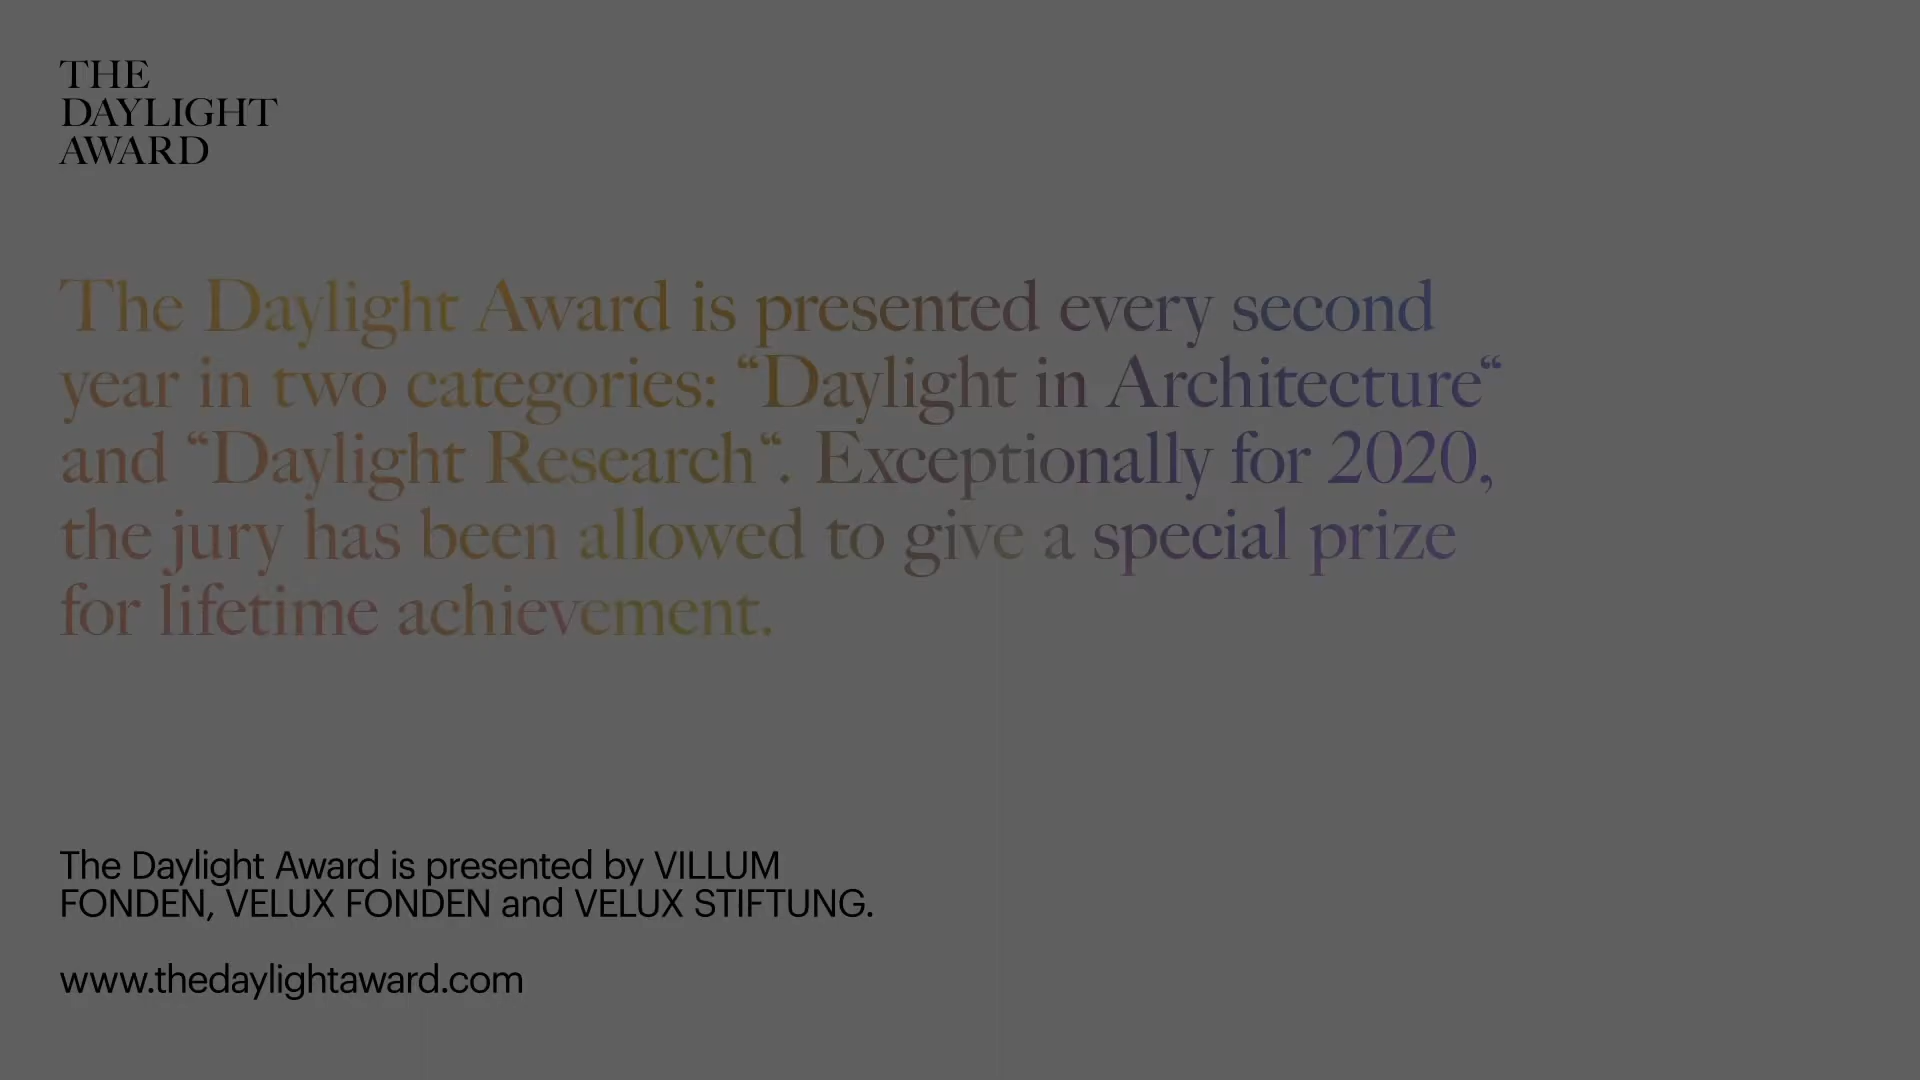 THE
DAYLIGHT
AWARD
The Daylight Award is presented every second
year in two categories: “Daylight in Architecture“
and “Daylight Research“. Exceptionally for 2020,
the jury has been allowed to give a special prize
for lifetime achievement.
The Daylight Award is presented by VILLUM
FONDEN, VELUX FONDEN and VELUX STIFTUNG.
www.thedaylightaward.com